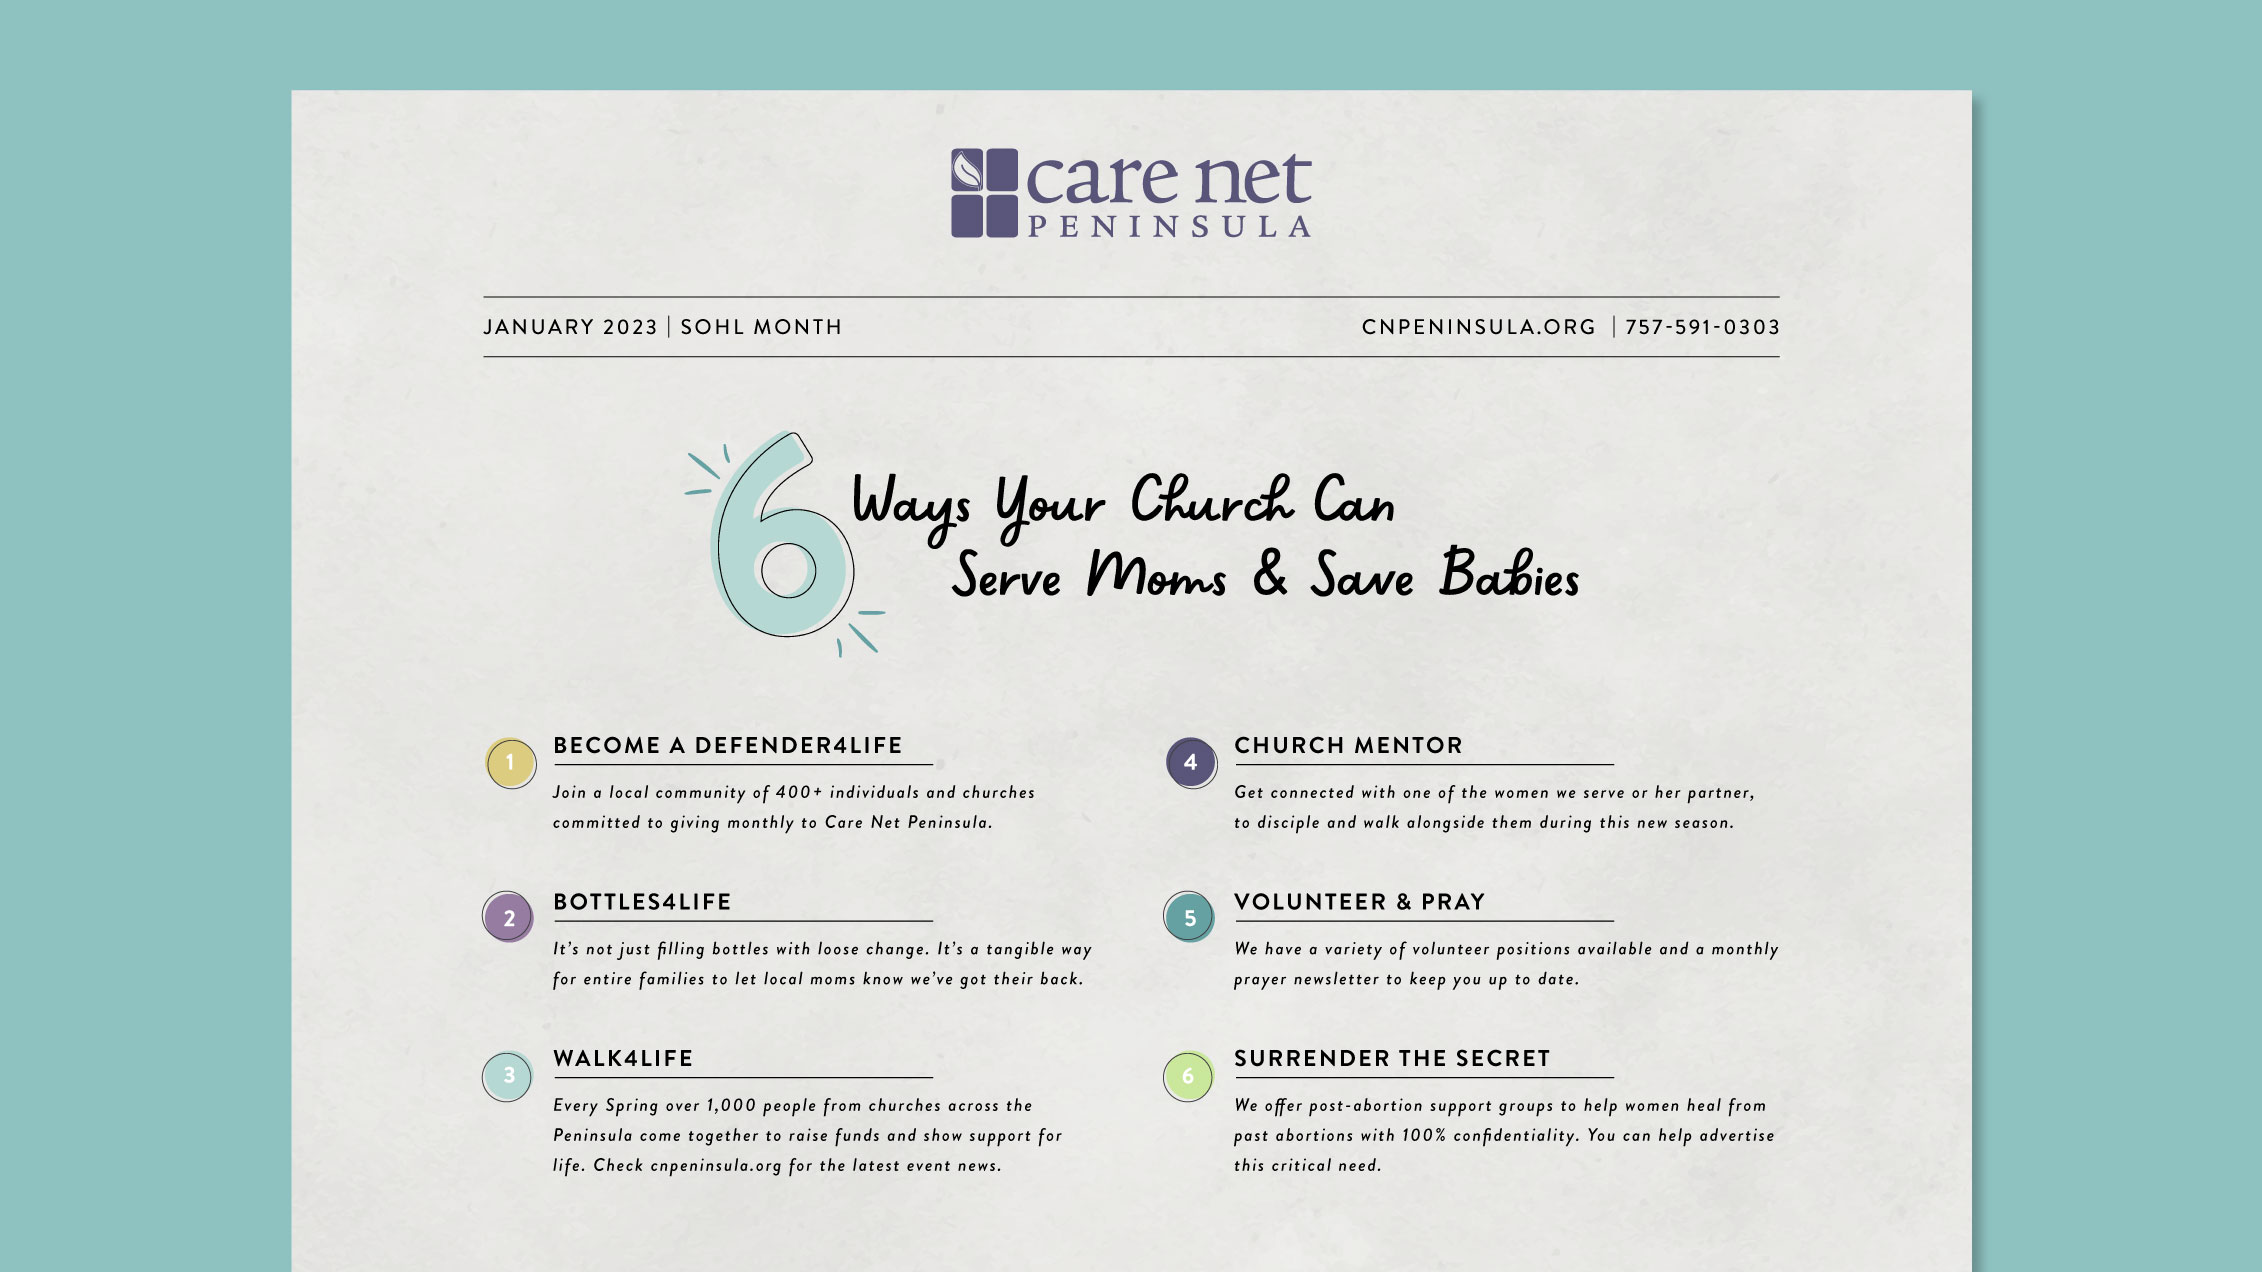 care net
PENINSULA
JANUARY 2023 | SOHL MONTH
CNPENINSULA.ORG | 757-591-0303
6 Ways Your Church Can
Serve Moms & Save Babies
1 BECOME A DEFENDER4LIFE
Join a local community of 400+ individuals and churches
committed to giving monthly to Care Net Peninsula.
2 BOTTLES4LIFE
It's not just filling bottles with loose change. It's a tangible way
for entire families to let local moms know we've got their back.
3 WALK4LIFE
Every Spring over 1,000 people from churches across the
Peninsula come together to raise funds and show support for
life. Check cnpeninsula.org for the latest event news.
4 CHURCH MENTOR
Get connected with one of the women we serve or her partner,
to disciple and walk alongside them during this new season.
5 VOLUNTEER & PRAY
We have a variety of volunteer positions available and a monthly
prayer newsletter to keep you up to date.
6 SURRENDER THE SECRET
We offer post-abortion support groups to help women heal from
past abortions with 100% confidentiality. You can help advertise
this critical need.